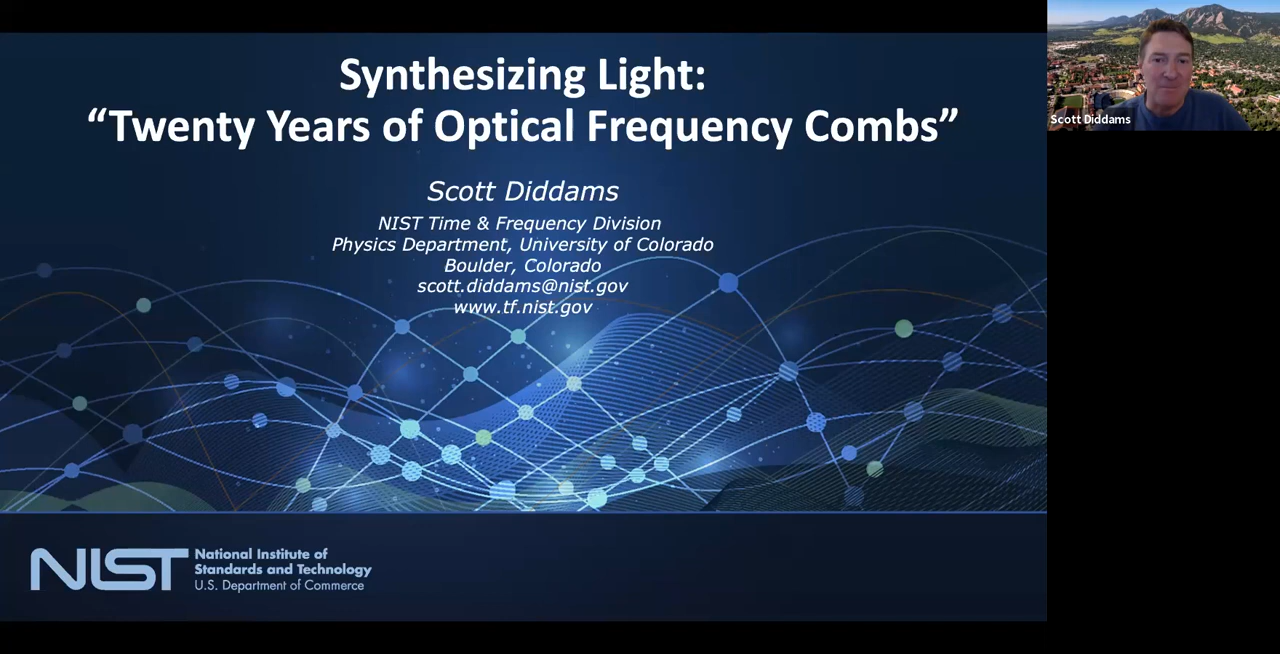 Synthesizing Light:
“Twenty Years of Optical Frequency Combs”
Scott Diddams
NIST Time & Frequency Division
Physics Department, University of Colorado
Boulder, Colorado
scott.diddams@nist.gov
www.tf.nist.gov
NIST
National Institute of
Standards and Technology
U.S. Department of Commerce
Scott Diddams